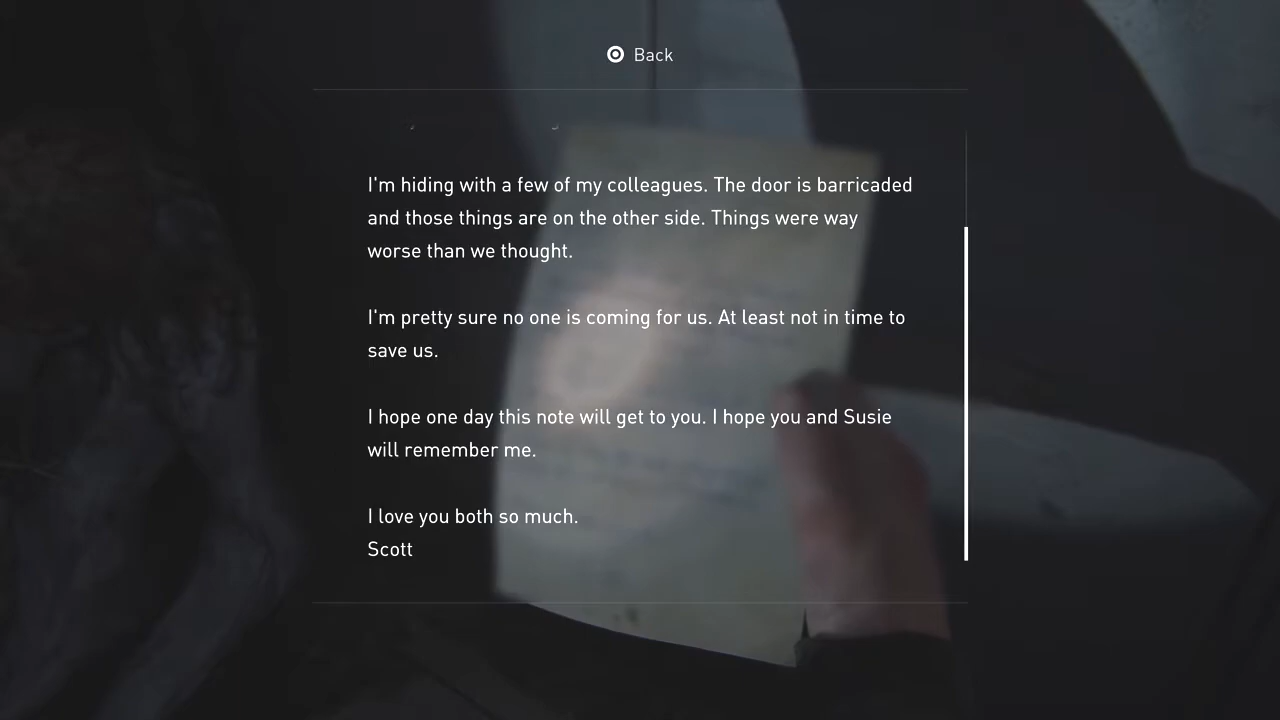 Back
I'm hiding with a few of my colleagues. The door is barricaded
and those things are on the other side. Things were way
worse than we thought.
I'm pretty sure no one is coming for us. At least not in time to
save us.
I hope one day this note will get to you. I hope you and Susie
will remember me.
I love you both so much.
Scott